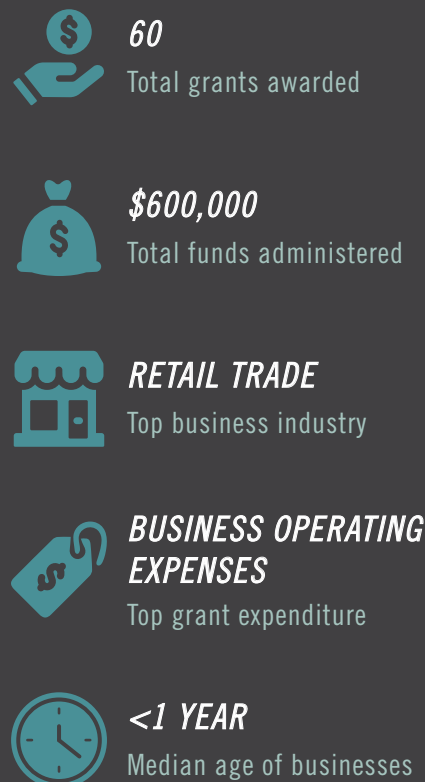 60
Total grants awarded
$600,000
Total funds administered
RETAIL TRADE
Top business industry
BUSINESS OPERATING
EXPENSES
Top grant expenditure
<1 YEAR
Median age of businesses